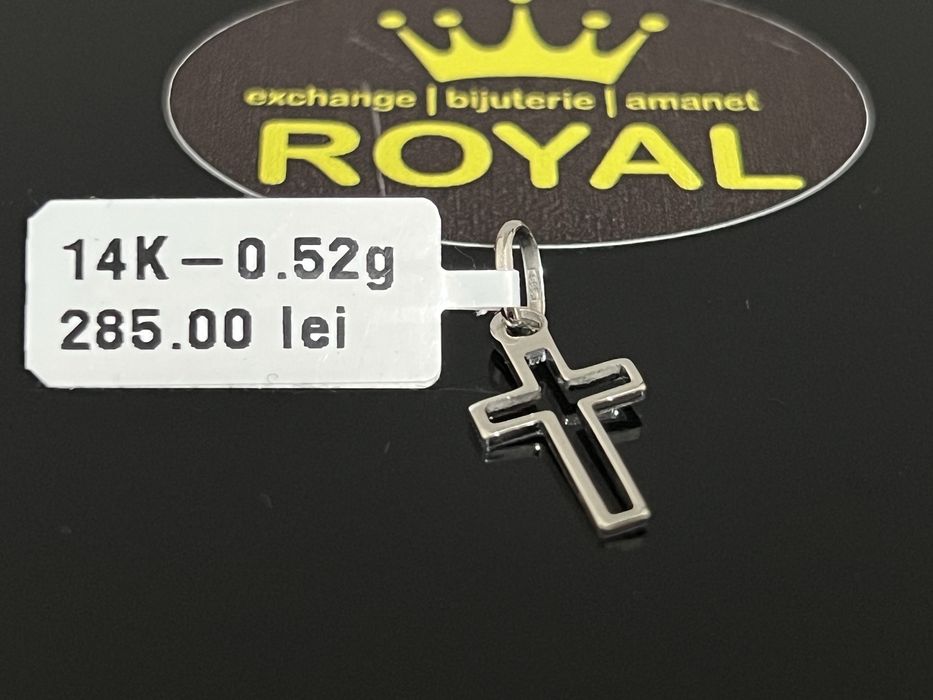 exchange | bijuterie | amanet
ROYAL
14K – 0.52g
285.00 lei